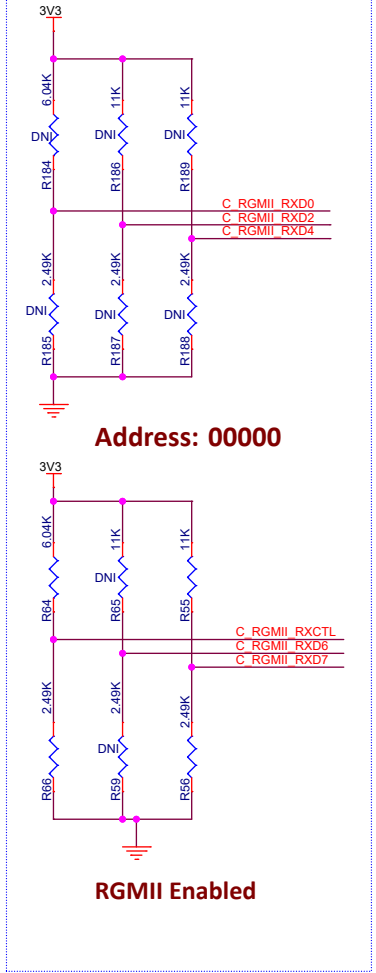 3V3
6.04K 11K 11K
DNI DNI DNI
R184 R186 R189
C_RGMII_RXD0
C_RGMII_RXD2
C_RGMII_RXD4
2.49K 2.49K 2.49K
DNI DNI DNI
R185 R187 R188
Address: 00000
3V3
6.04K 11K 11K
DNI
R64 R65 R55
C_RGMII_RXCTL
C_RGMII_RXD6
C_RGMII_RXD7
2.49K 2.49K 2.49K
DNI
R66 R59 R56
RGMII Enabled